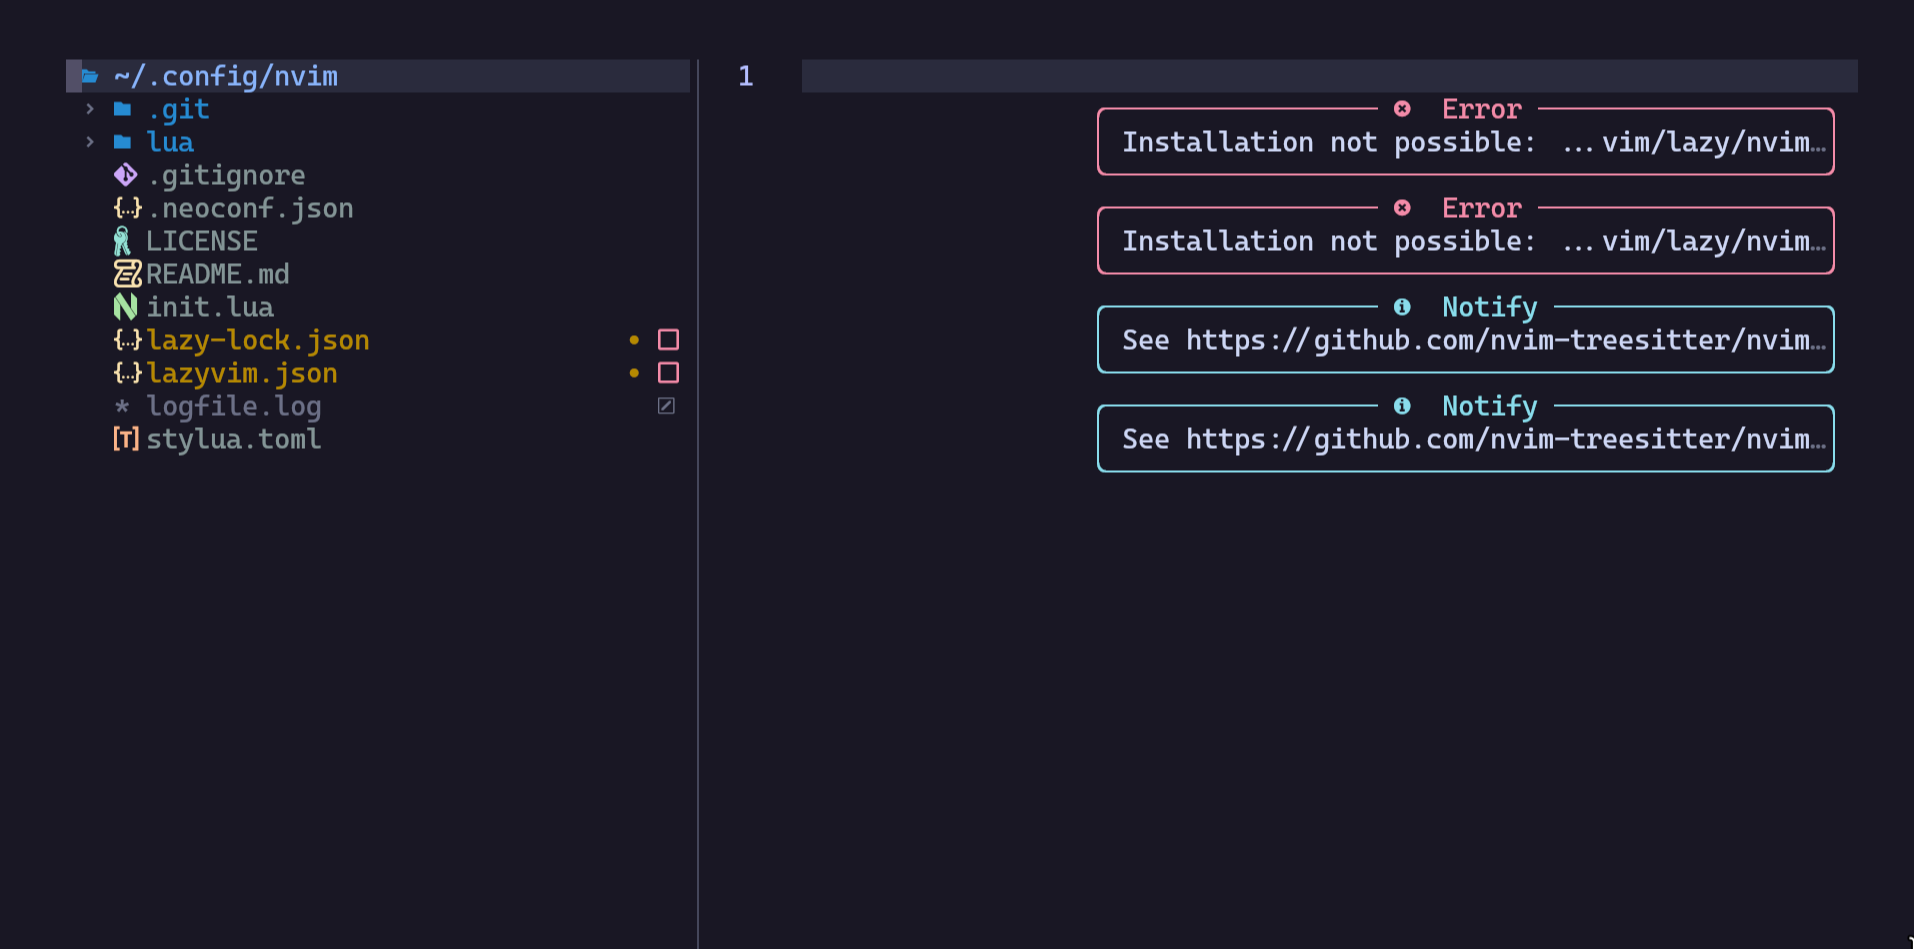 ~/.config/nvim
.git
lua
.gitignore
.neoconf.json
LICENSE
README.md
init.lua
lazy-lock.json
lazyvim.json
logfile.log
stylua.toml
1
Error
Installation not possible: ...vim/lazy/nvim…
Error
Installation not possible: ...vim/lazy/nvim…
Notify
See https://github.com/nvim-treesitter/nvim…
Notify
See https://github.com/nvim-treesitter/nvim…